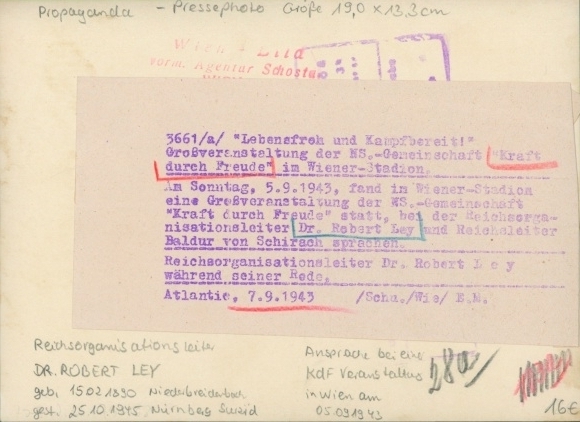 Propaganda - Pressephoto Größe 19,0 x 13,3cm
Wien - Bild
vorm. Agentur Schostal
3661/a/ "Lebensfroh und Kampfbereit!"
Großveranstaltung der NS.-Gemeinschaft "Kraft
durch Freude" im Wiener-Stadion.
Am Sonntag, 5.9.1943, fand im Wiener-Stadion
eine Großveranstaltung der NS.-Gemeinschaft
"Kraft durch Freude" statt, bei der Reichsorga-
nisationsleiter Dr. Robert Ley und Reichsleiter
Baldur von Schirach sprachen.
Reichsorganisationsleiter Dr. Robert L e y
während seiner Rede.
Atlantic, 7.9.1943 /Scha./Wie/ E.N.
Reichsorganisationsleiter
DR. ROBERT LEY
geb. 15.02.1890 Niederbreidenbach
gest. 25.10.1945, Nürnberg Suizid
Ansprache bei eine
KdF Veranstaltung
in Wien am
05.09.1943
28a
16€